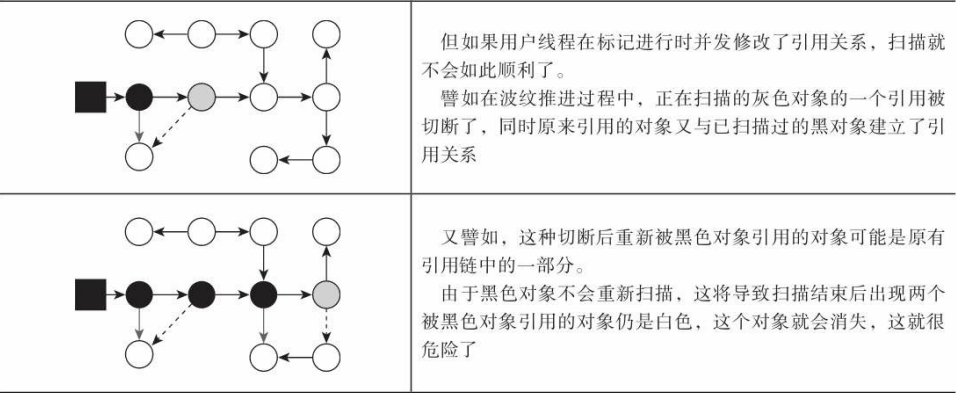 但如果用户线程在标记进行时并发修改了引用关系，扫描就
不会如此顺利了。
譬如在波纹推进过程中，正在扫描的灰色对象的一个引用被
切断了，同时原来引用的对象又与已扫描过的黑对象建立了引
用关系
又譬如，这种切断后重新被黑色对象引用的对象可能是原有
引用链中的一部分。
由于黑色对象不会重新扫描，这将导致扫描结束后出现两个
被黑色对象引用的对象仍是白色，这个对象就会消失，这就很
危险了